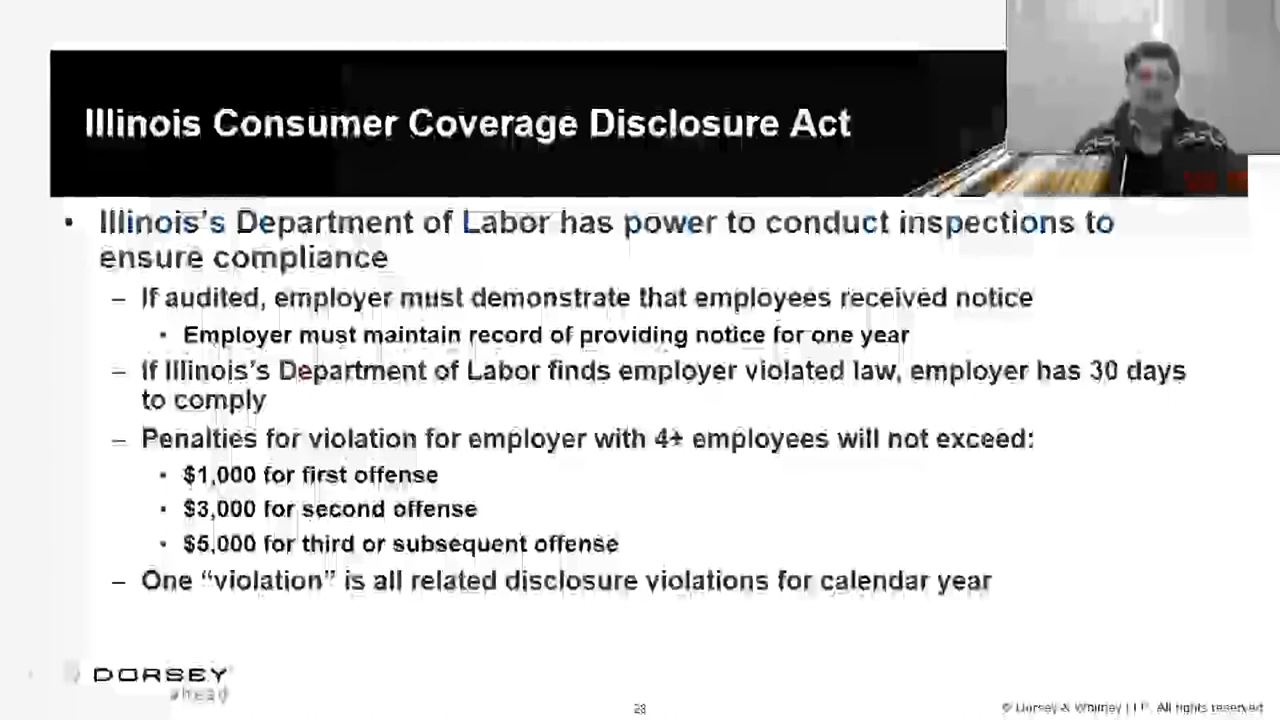 Illinois Consumer Coverage Disclosure Act
• Illinois's Department of Labor has power to conduct inspections to
ensure compliance
– If audited, employer must demonstrate that employees received notice
• Employer must maintain record of providing notice for one year
– If Illinois's Department of Labor finds employer violated law, employer has 30 days
to comply
– Penalties for violation for employer with 4+ employees will not exceed:
• $1,000 for first offense
• $3,000 for second offense
• $5,000 for third or subsequent offense
– One “violation” is all related disclosure violations for calendar year
DORSEY
ahead
28
© Dorsey & Whitney LLP. All rights reserved